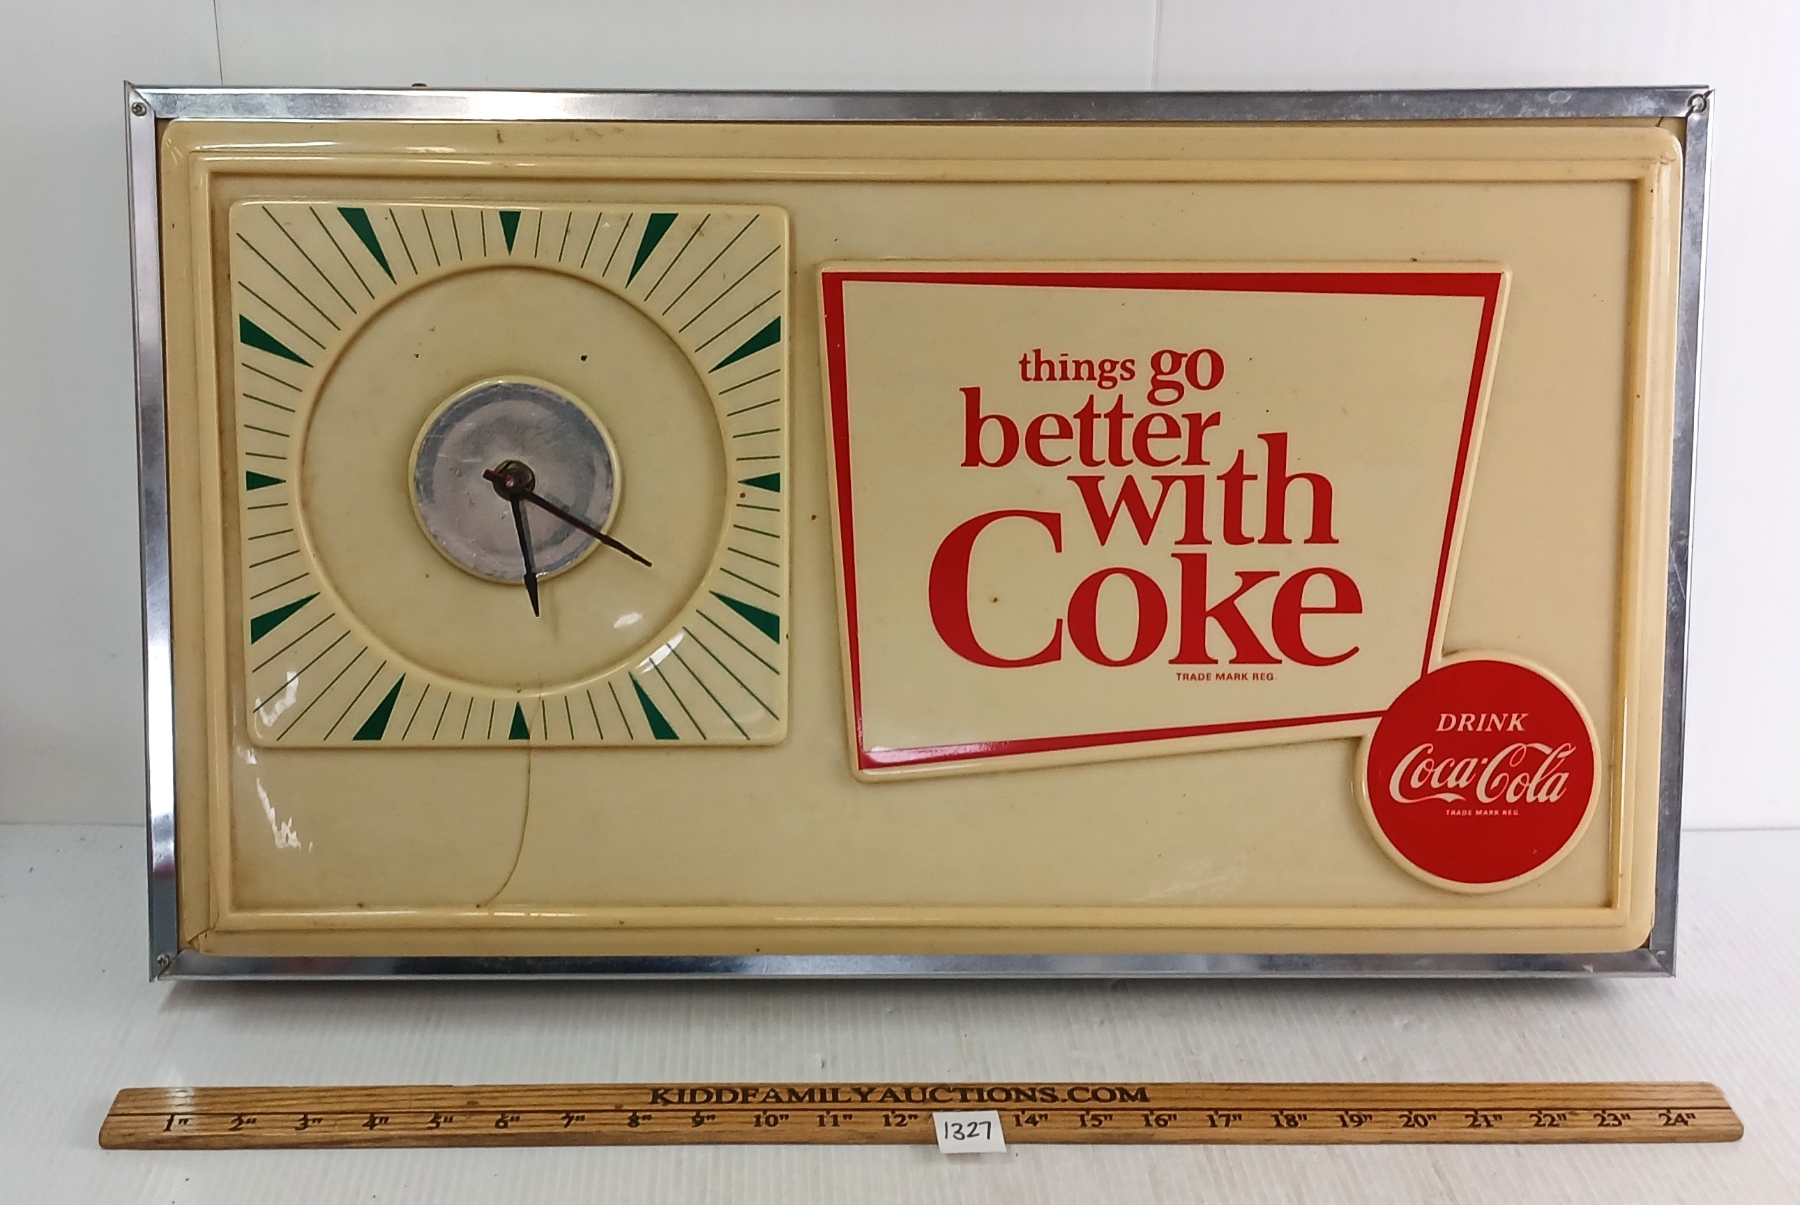 things go
better
with
Coke
TRADE MARK REG.
DRINK
Coca-Cola
TRADE MARK REG.
KIDDFAMILYAUCTIONS.COM
1" 2" 3" 4" 5" 6" 7" 8" 9" 10" 11" 12" 14" 15" 16" 17" 18" 19" 20" 21" 22" 23" 24"
1327